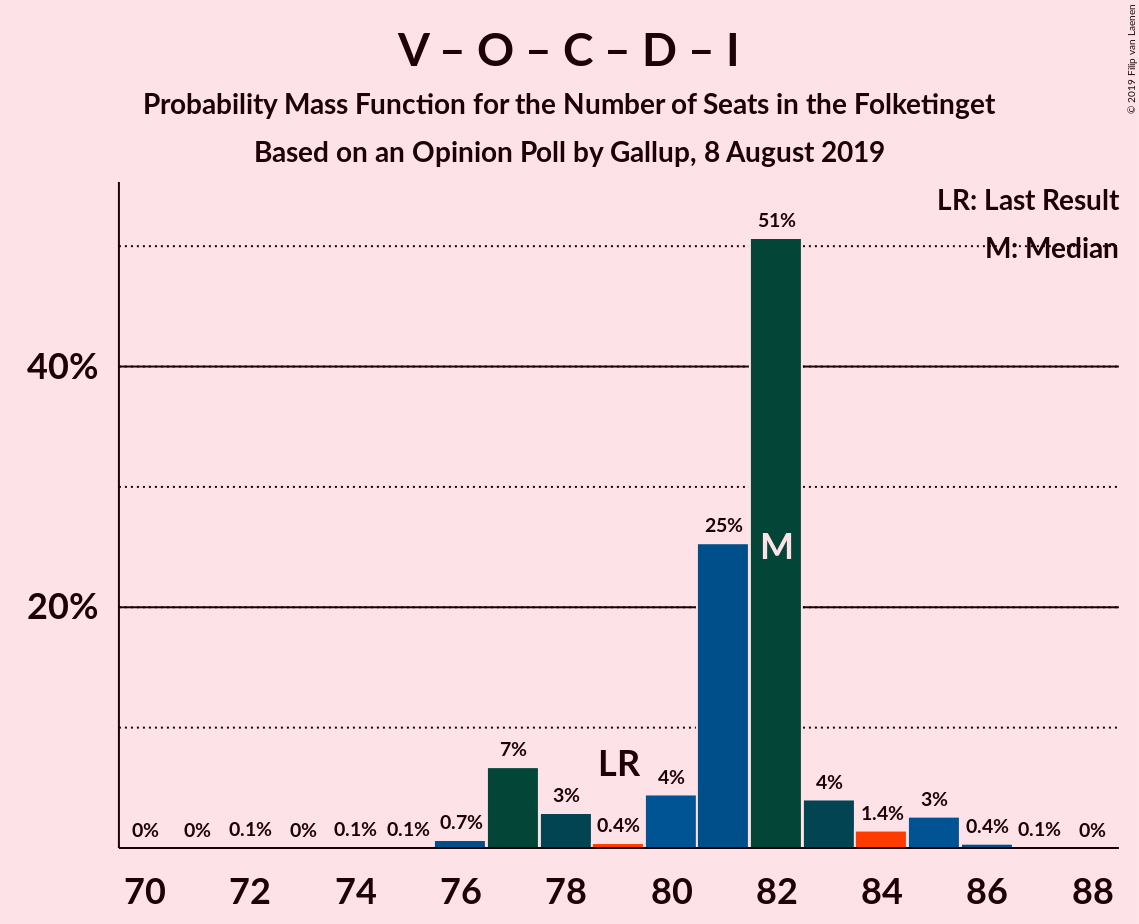 V – O – C – D – I
Probability Mass Function for the Number of Seats in the Folketinget
Based on an Opinion Poll by Gallup, 8 August 2019
© 2019 Filip van Laenen
LR: Last Result
M: Median
40%
20%
0% 0% 0.1% 0% 0.1% 0.1% 0.7% 7% 3% 0.4% 4% 25% 51% 4% 1.4% 3% 0.4% 0.1% 0%
LR
M
70 72 74 76 78 80 82 84 86 88